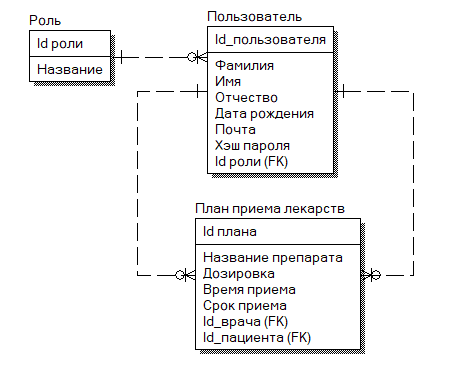 Роль
Id роли
Название
Пользователь
Id_пользователя
Фамилия
Имя
Отчество
Дата рождения
Почта
Хэш пароля
Id роли (FK)
План приема лекарств
Id плана
Название препарата
Дозировка
Время приема
Срок приема
Id_врача (FK)
Id_пациента (FK)